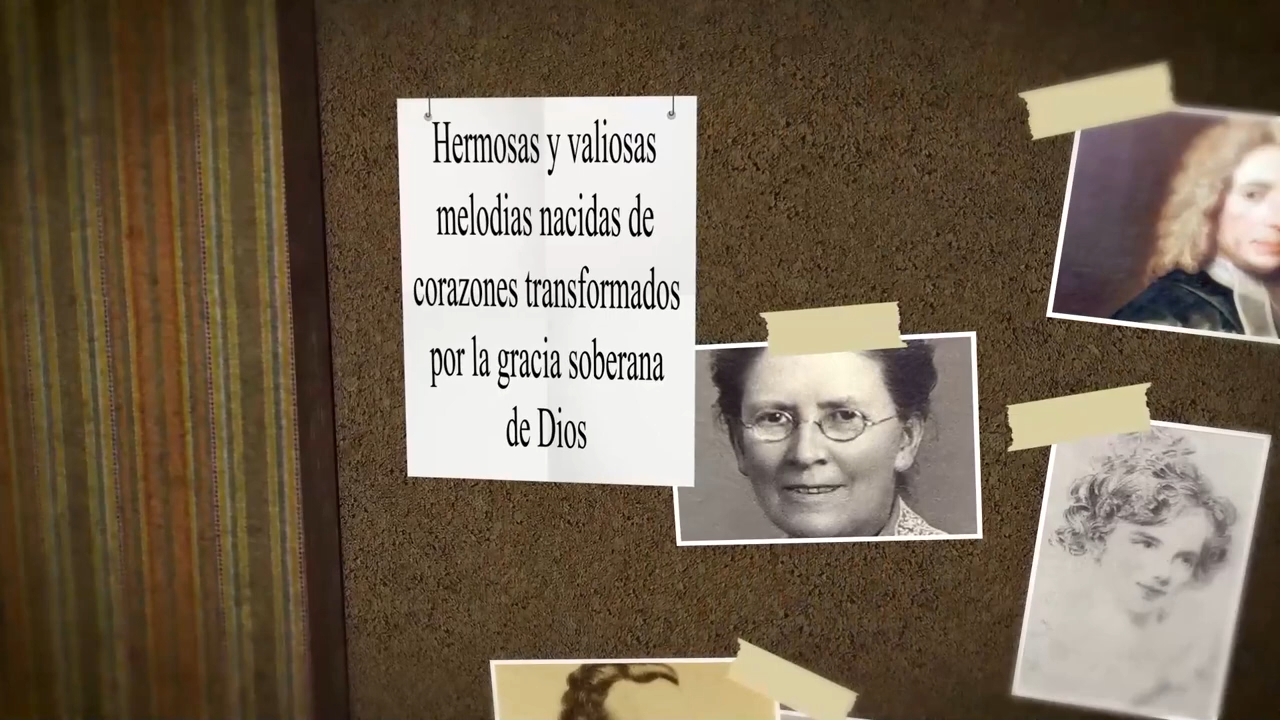 Hermosas y valiosas
melodias nacidas de
corazones transformados
por la gracia soberana
de Dios